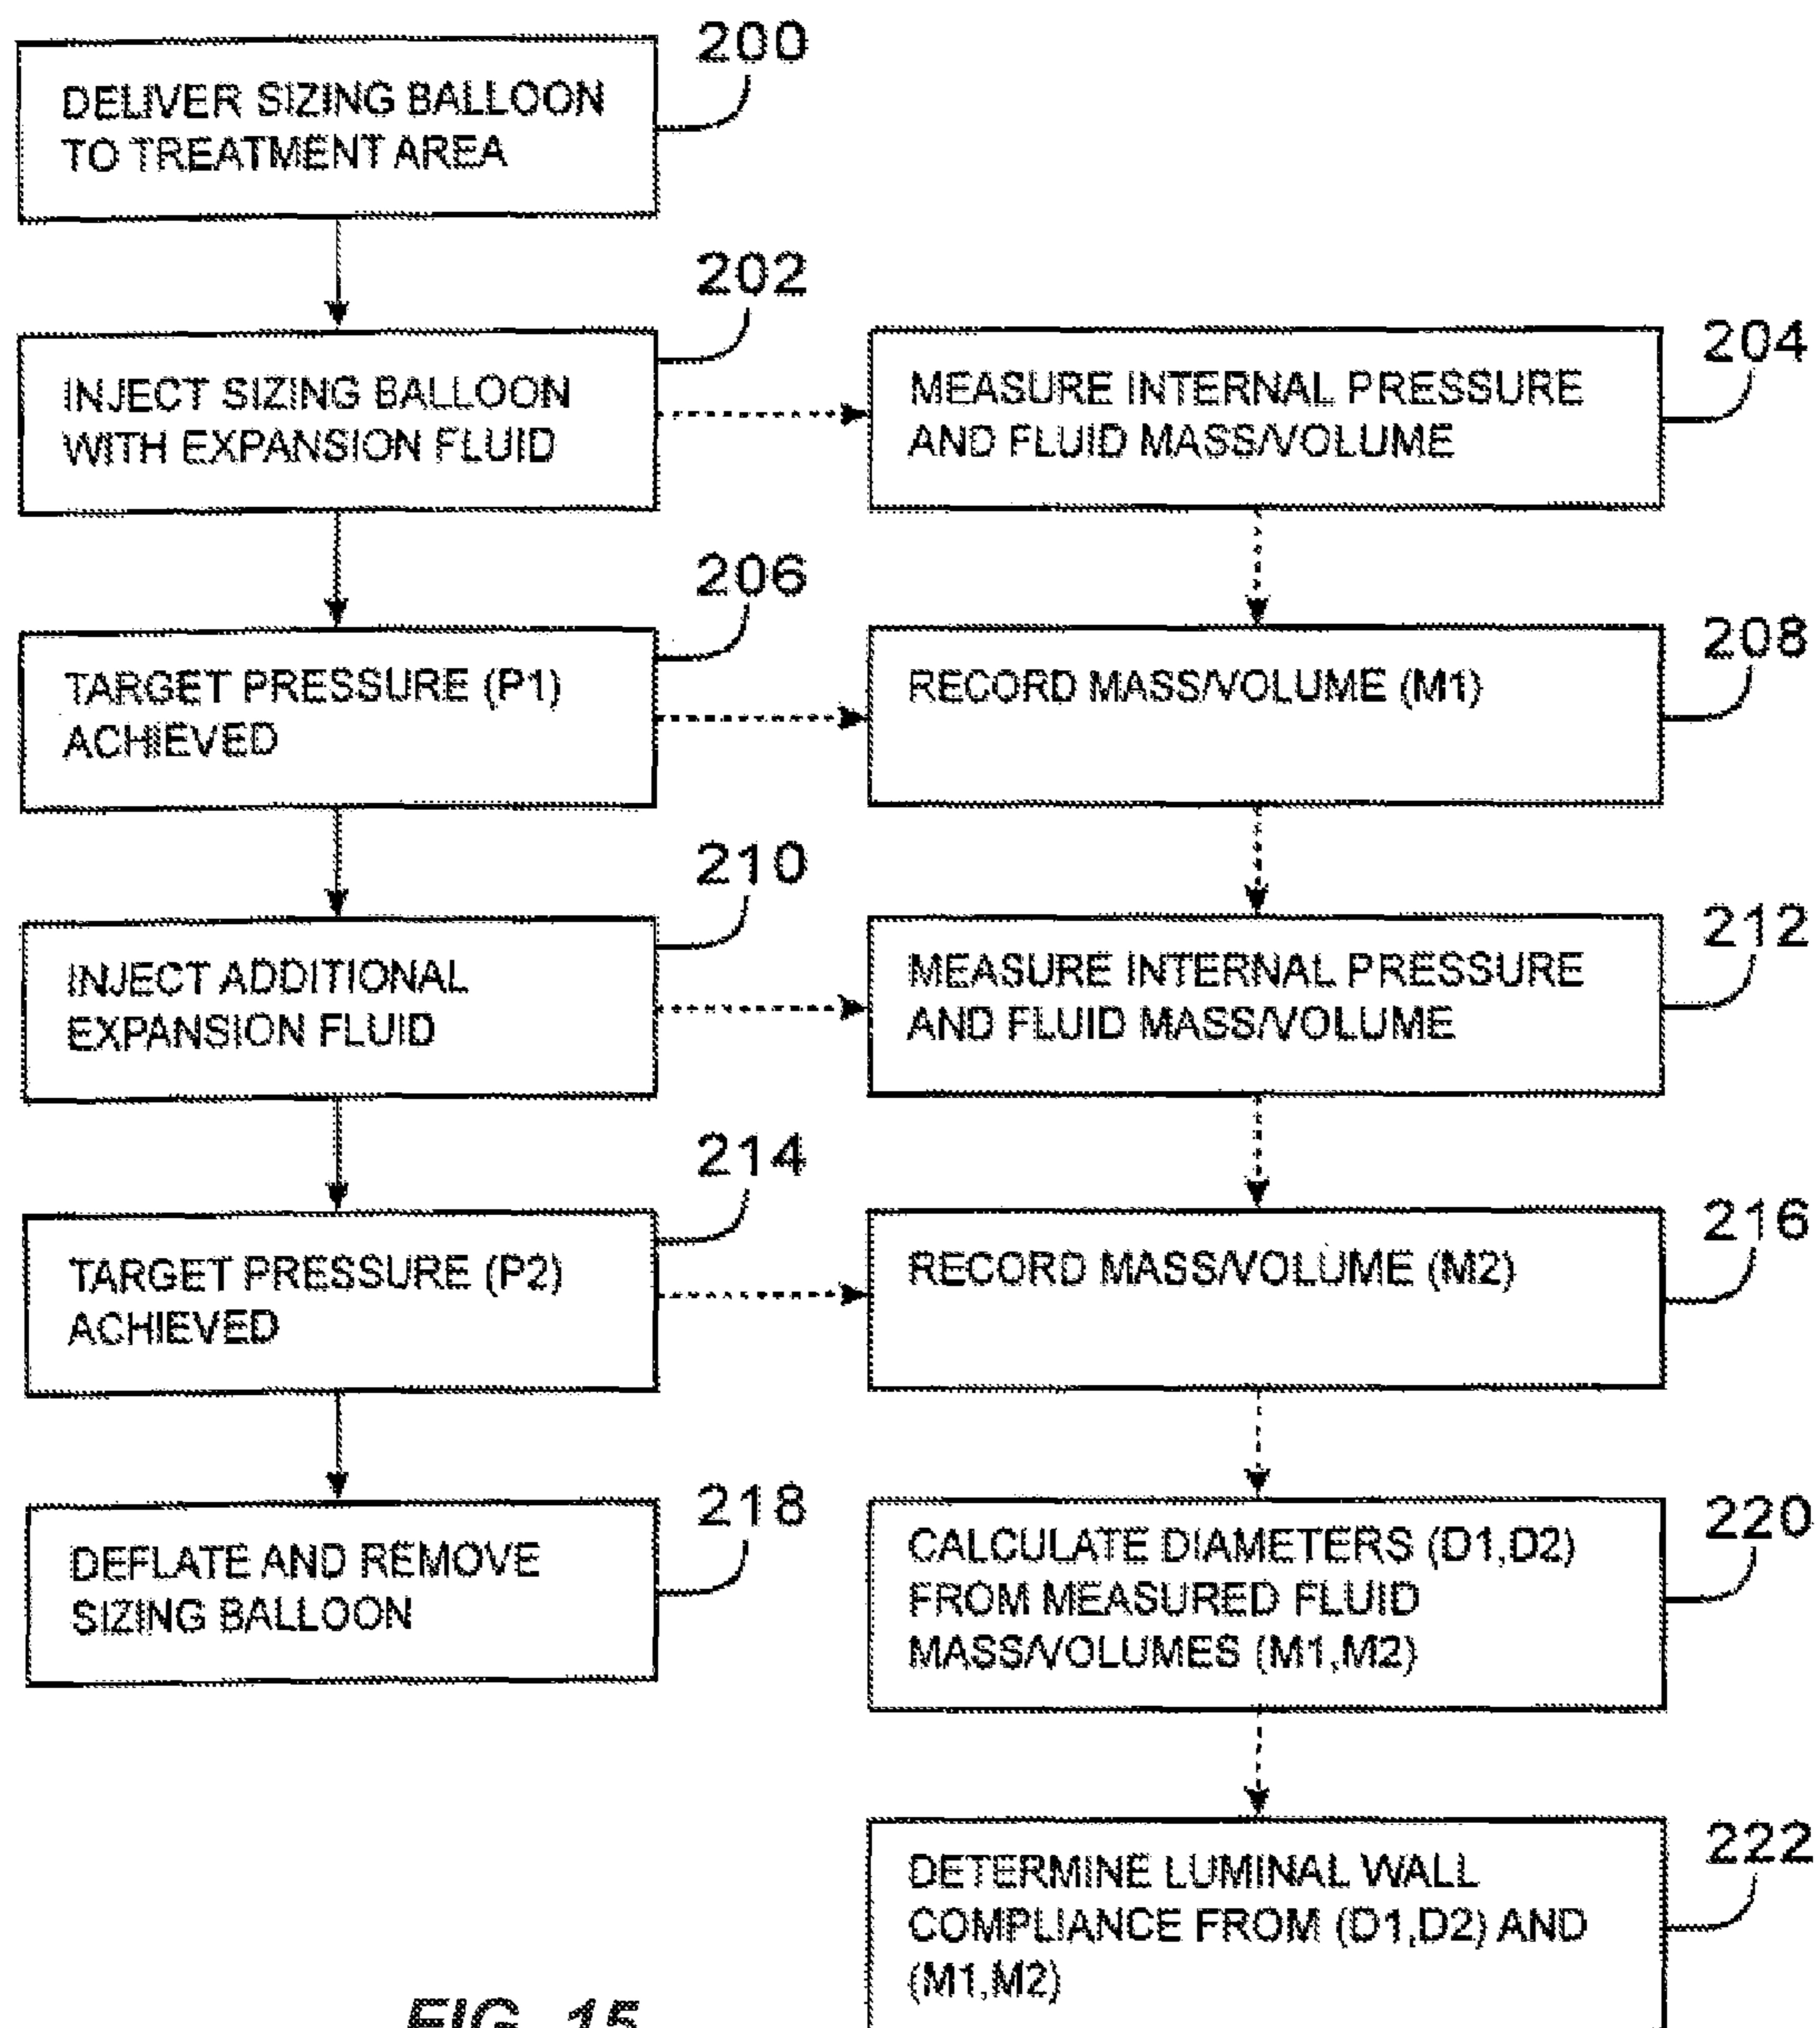 200
DELIVER SIZING BALLOON
TO TREATMENT AREA
202
INJECT SIZING BALLOON
WITH EXPANSION FLUID
204
MEASURE INTERNAL PRESSURE
AND FLUID MASS/VOLUME
206
TARGET PRESSURE (P1)
ACHIEVED
208
RECORD MASS/VOLUME (M1)
210
INJECT ADDITIONAL
EXPANSION FLUID
212
MEASURE INTERNAL PRESSURE
AND FLUID MASS/VOLUME
214
TARGET PRESSURE (P2)
ACHIEVED
216
RECORD MASS/VOLUME (M2)
218
DEFLATE AND REMOVE
SIZING BALLOON
220
CALCULATE DIAMETERS (D1,D2)
FROM MEASURED FLUID
MASS/VOLUMES (M1,M2)
222
DETERMINE LUMINAL WALL
COMPLIANCE FROM (D1,D2) AND
(M1,M2)
FIG. 15